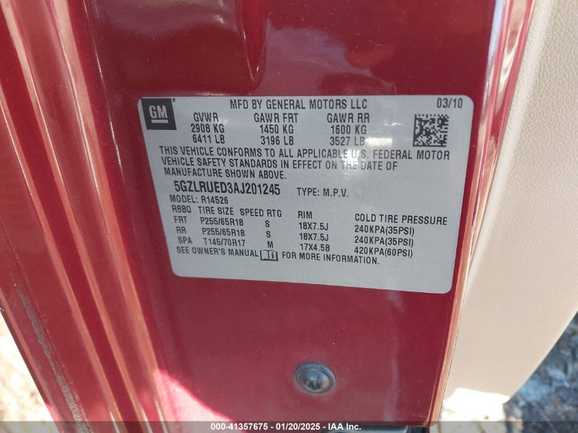 GM
MFD BY GENERAL MOTORS LLC 03/10
GVWR GAWR FRT GAWR RR
2908 KG 1450 KG 1600 KG
6411 LB 3196 LB 3527 LB
THIS VEHICLE CONFORMS TO ALL APPLICABLE U.S. FEDERAL MOTOR
VEHICLE SAFETY STANDARDS IN EFFECT ON THE DATE OF
MANUFACTURE SHOWN ABOVE.
5GZLRUED3AJ201245 TYPE: M.P.V.
MODEL: R14526
RBBO TIRE SIZE SPEED RTG RIM COLD TIRE PRESSURE
FRT P255/65R18 S 18X7.5J 240KPA(35PSI)
RR P255/65R18 S 18X7.5J 240KPA(35PSI)
SPA T145/70R17 M 17X4.5B 420KPA(60PSI)
SEE OWNER'S MANUAL FOR MORE INFORMATION.
000-41357675 - 01/20/2025 - IAA Inc.